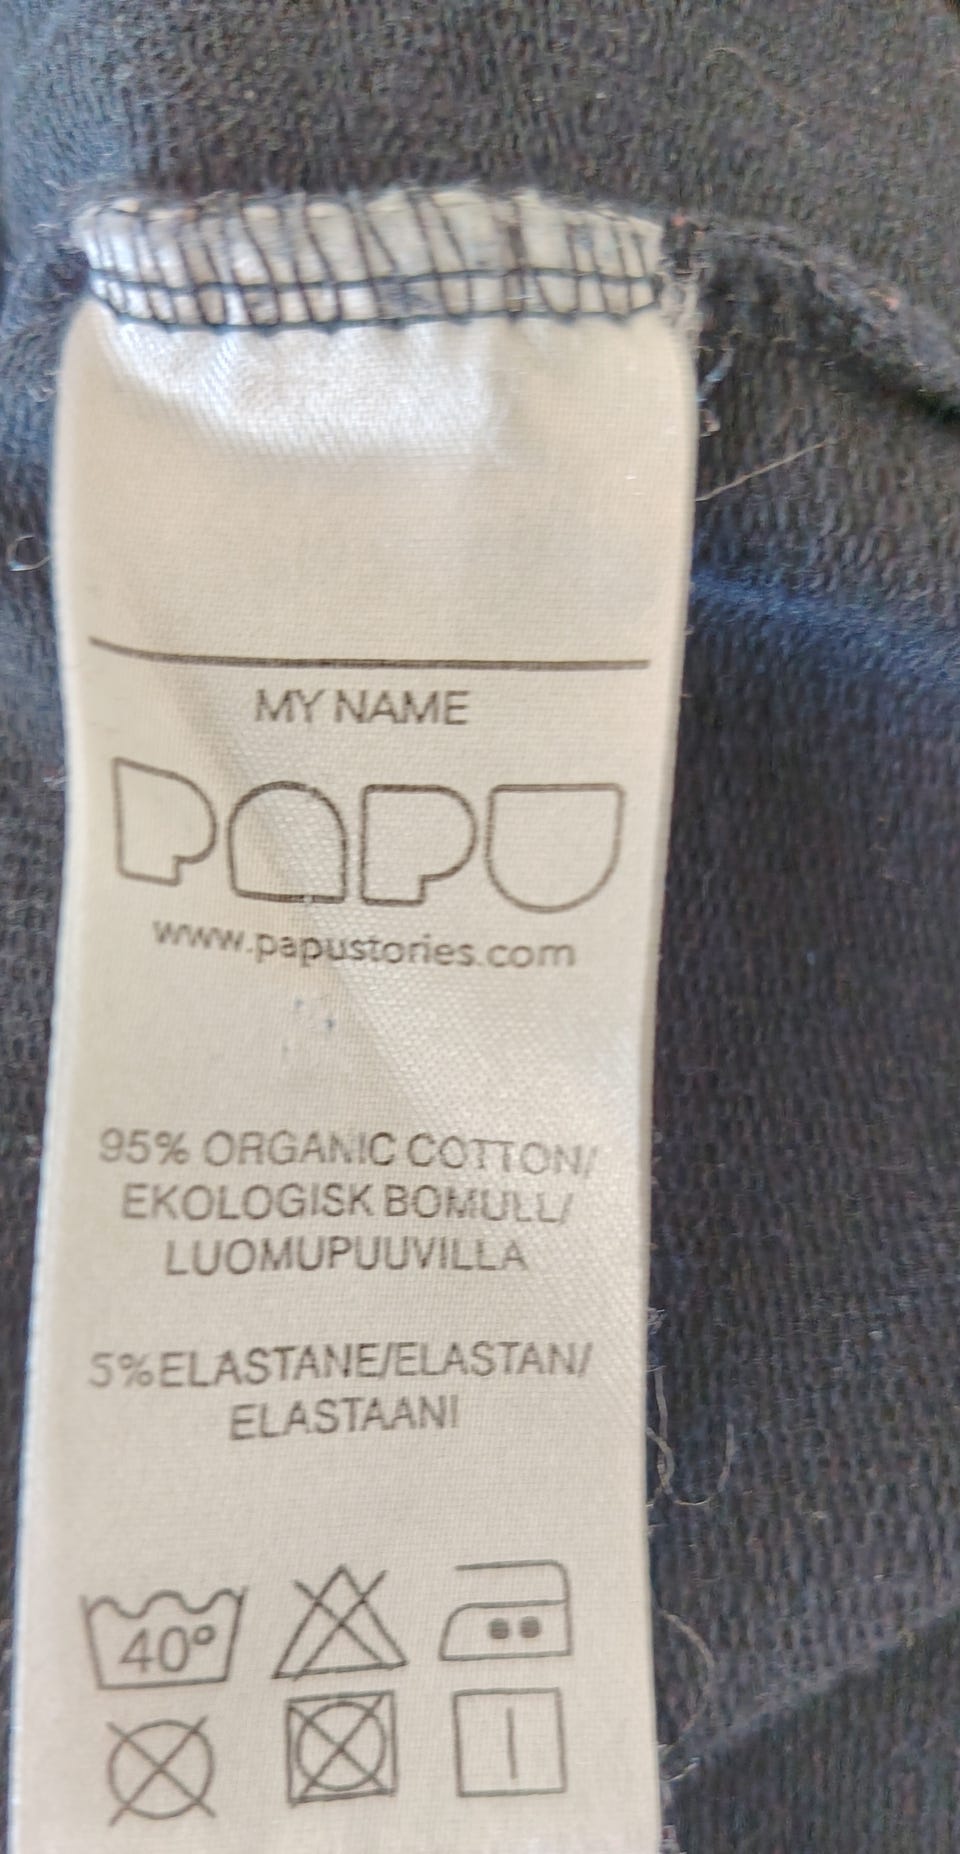 MY NAME
PAPU
www.papustories.com
95% ORGANIC COTTON/
EKOLOGISK BOMULL/
LUOMUPUUVILLA
5%ELASTANE/ELASTAN/
ELASTAANI
40°